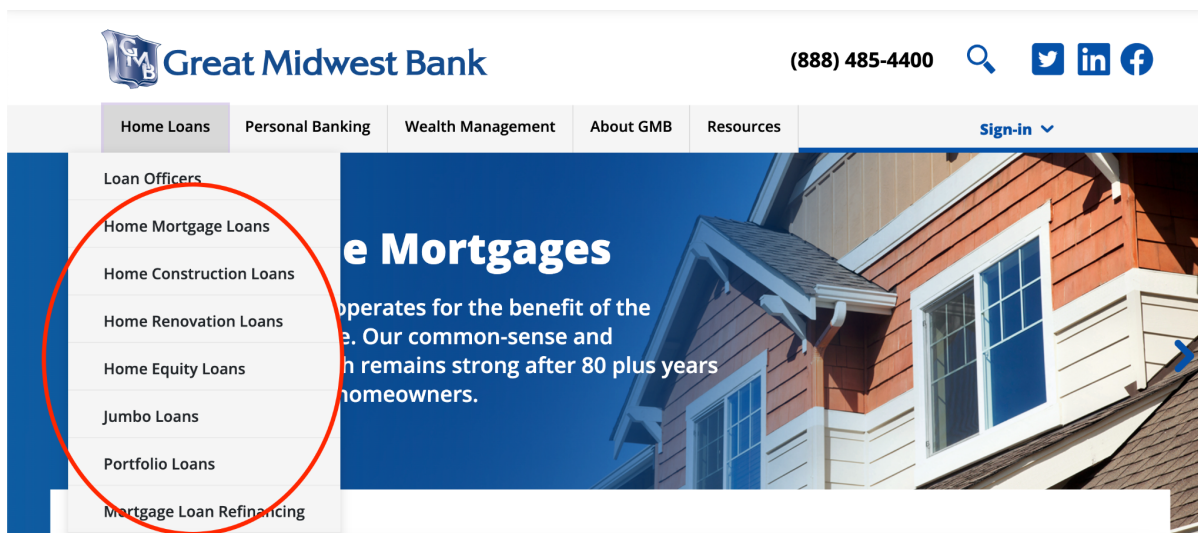 GMB
Great Midwest Bank
(888) 485-4400
Home Loans
Personal Banking
Wealth Management
About GMB
Resources
Sign-in
Loan Officers
Home Mortgage Loans
Home Construction Loans
Home Renovation Loans
Home Equity Loans
Jumbo Loans
Portfolio Loans
Mortgage Loan Refinancing
e Mortgages
operates for the benefit of the
e. Our common-sense and
h remains strong after 80 plus years
homeowners.